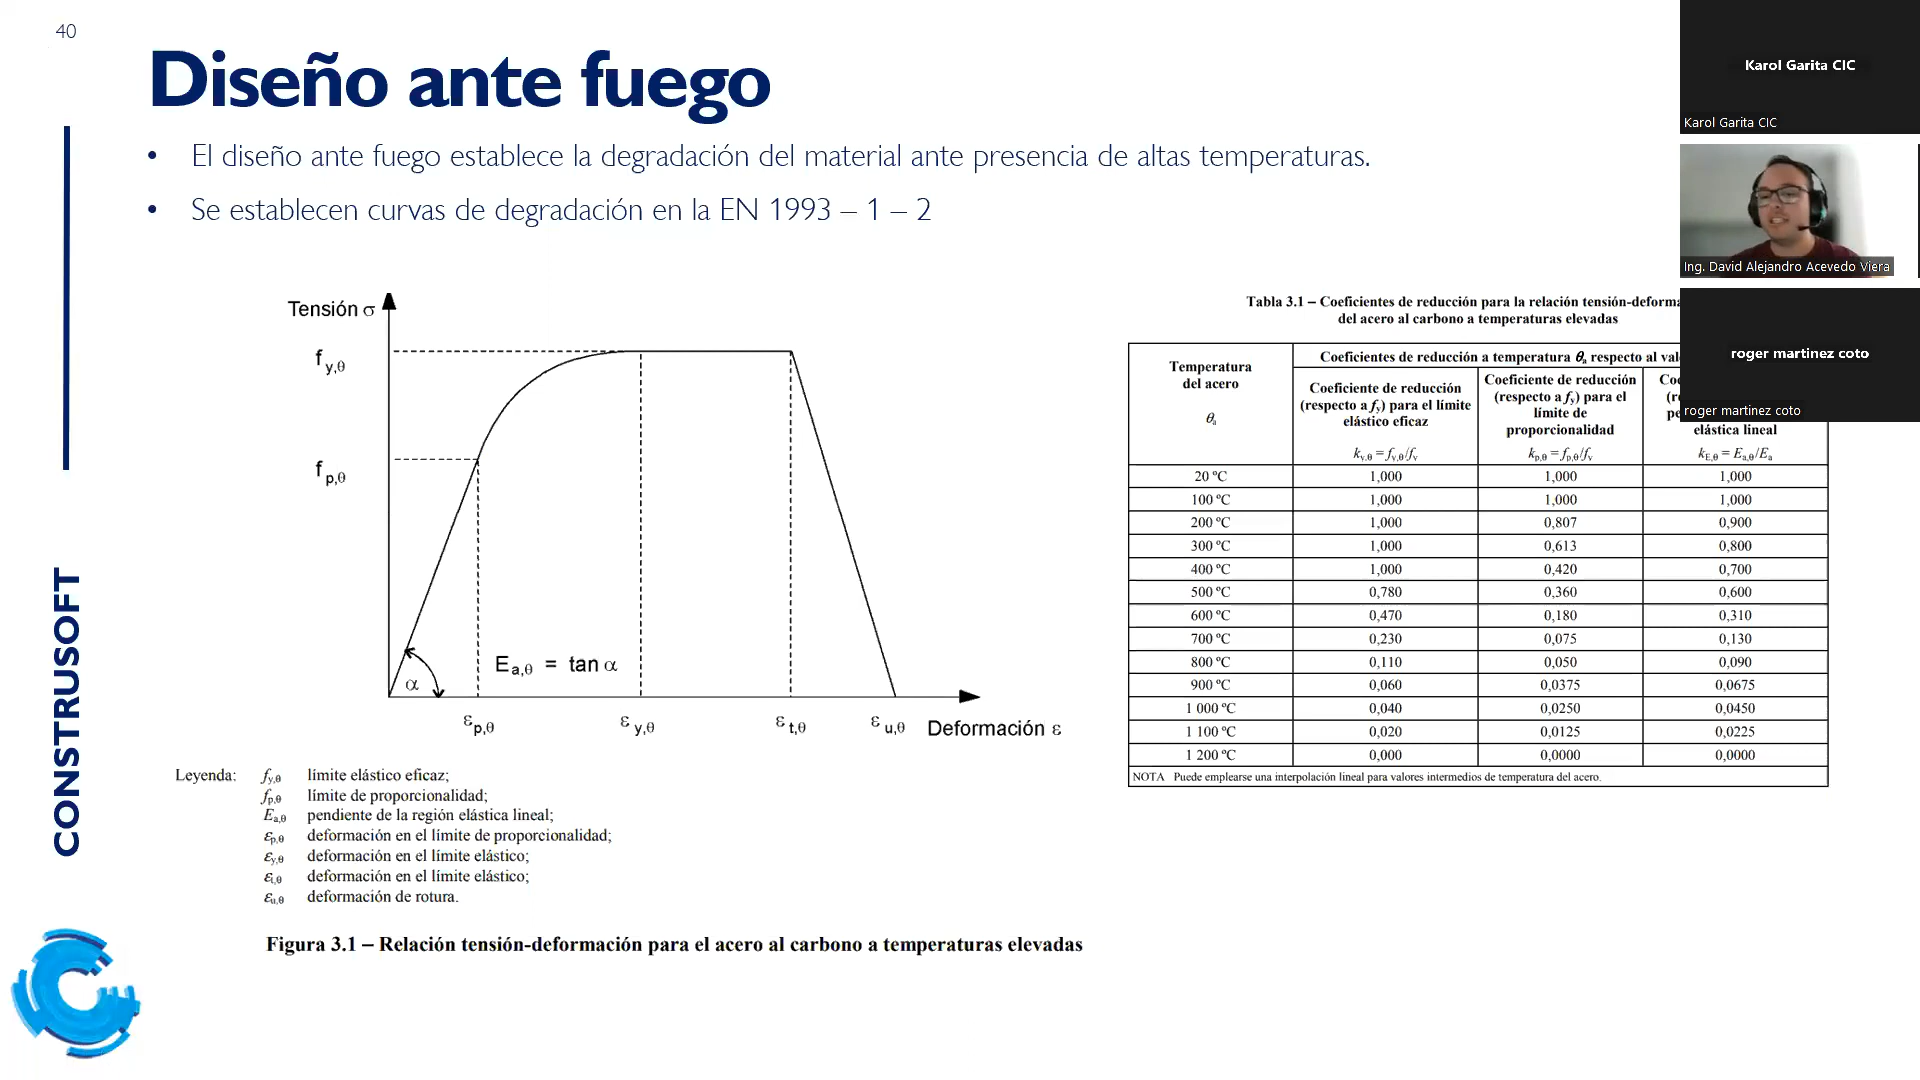 40
Diseño ante fuego
• El diseño ante fuego establece la degradación del material ante presencia de altas temperaturas.
• Se establecen curvas de degradación en la EN 1993 – 1 – 2
CONSTRUSOFT
Tensión σ
f y,θ
f p,θ
E a,θ = tan α
α
ε p,θ
ε y,θ
ε t,θ
ε u,θ
Deformación ε
Leyenda: f y,θ límite elástico eficaz;
f p,θ límite de proporcionalidad;
E a,θ pendiente de la región elástica lineal;
ε p,θ deformación en el límite de proporcionalidad;
ε y,θ deformación en el límite elástico;
ε t,θ deformación en el límite elástico;
ε u,θ deformación de rotura.
Figura 3.1 – Relación tensión-deformación para el acero al carbono a temperaturas elevadas
Tabla 3.1 – Coeficientes de reducción para la relación
del acero al carbono a temperaturas elevadas
Temperatura
del acero
θa
Coeficientes de reducción a temperatura θa respecto al
Coeficiente de reducción
(respecto a fy) para el límite
elástico eficaz
ky,θ = fy,θ/fy
Coeficiente de reducción
(respecto a fy) para el
límite de
proporcionalidad
kp,θ = fp,θ/fy
elástica lineal
kE,θ = Ea,θ/Ea
20 ºC 1,000 1,000 1,000
100 ºC 1,000 1,000 1,000
200 ºC 1,000 0,807 0,900
300 ºC 1,000 0,613 0,800
400 ºC 1,000 0,420 0,700
500 ºC 0,780 0,360 0,600
600 ºC 0,470 0,180 0,310
700 ºC 0,230 0,075 0,130
800 ºC 0,110 0,050 0,090
900 ºC 0,060 0,0375 0,0675
1 000 ºC 0,040 0,0250 0,0450
1 100 ºC 0,020 0,0125 0,0225
1 200 ºC 0,000 0,0000 0,0000
NOTA Puede emplearse una interpolación lineal para valores intermedios de temperatura del acero.
Karol Garita CIC
Karol Garita CIC
Ing. David Alejandro Acevedo Viera
roger martinez coto
roger martinez coto